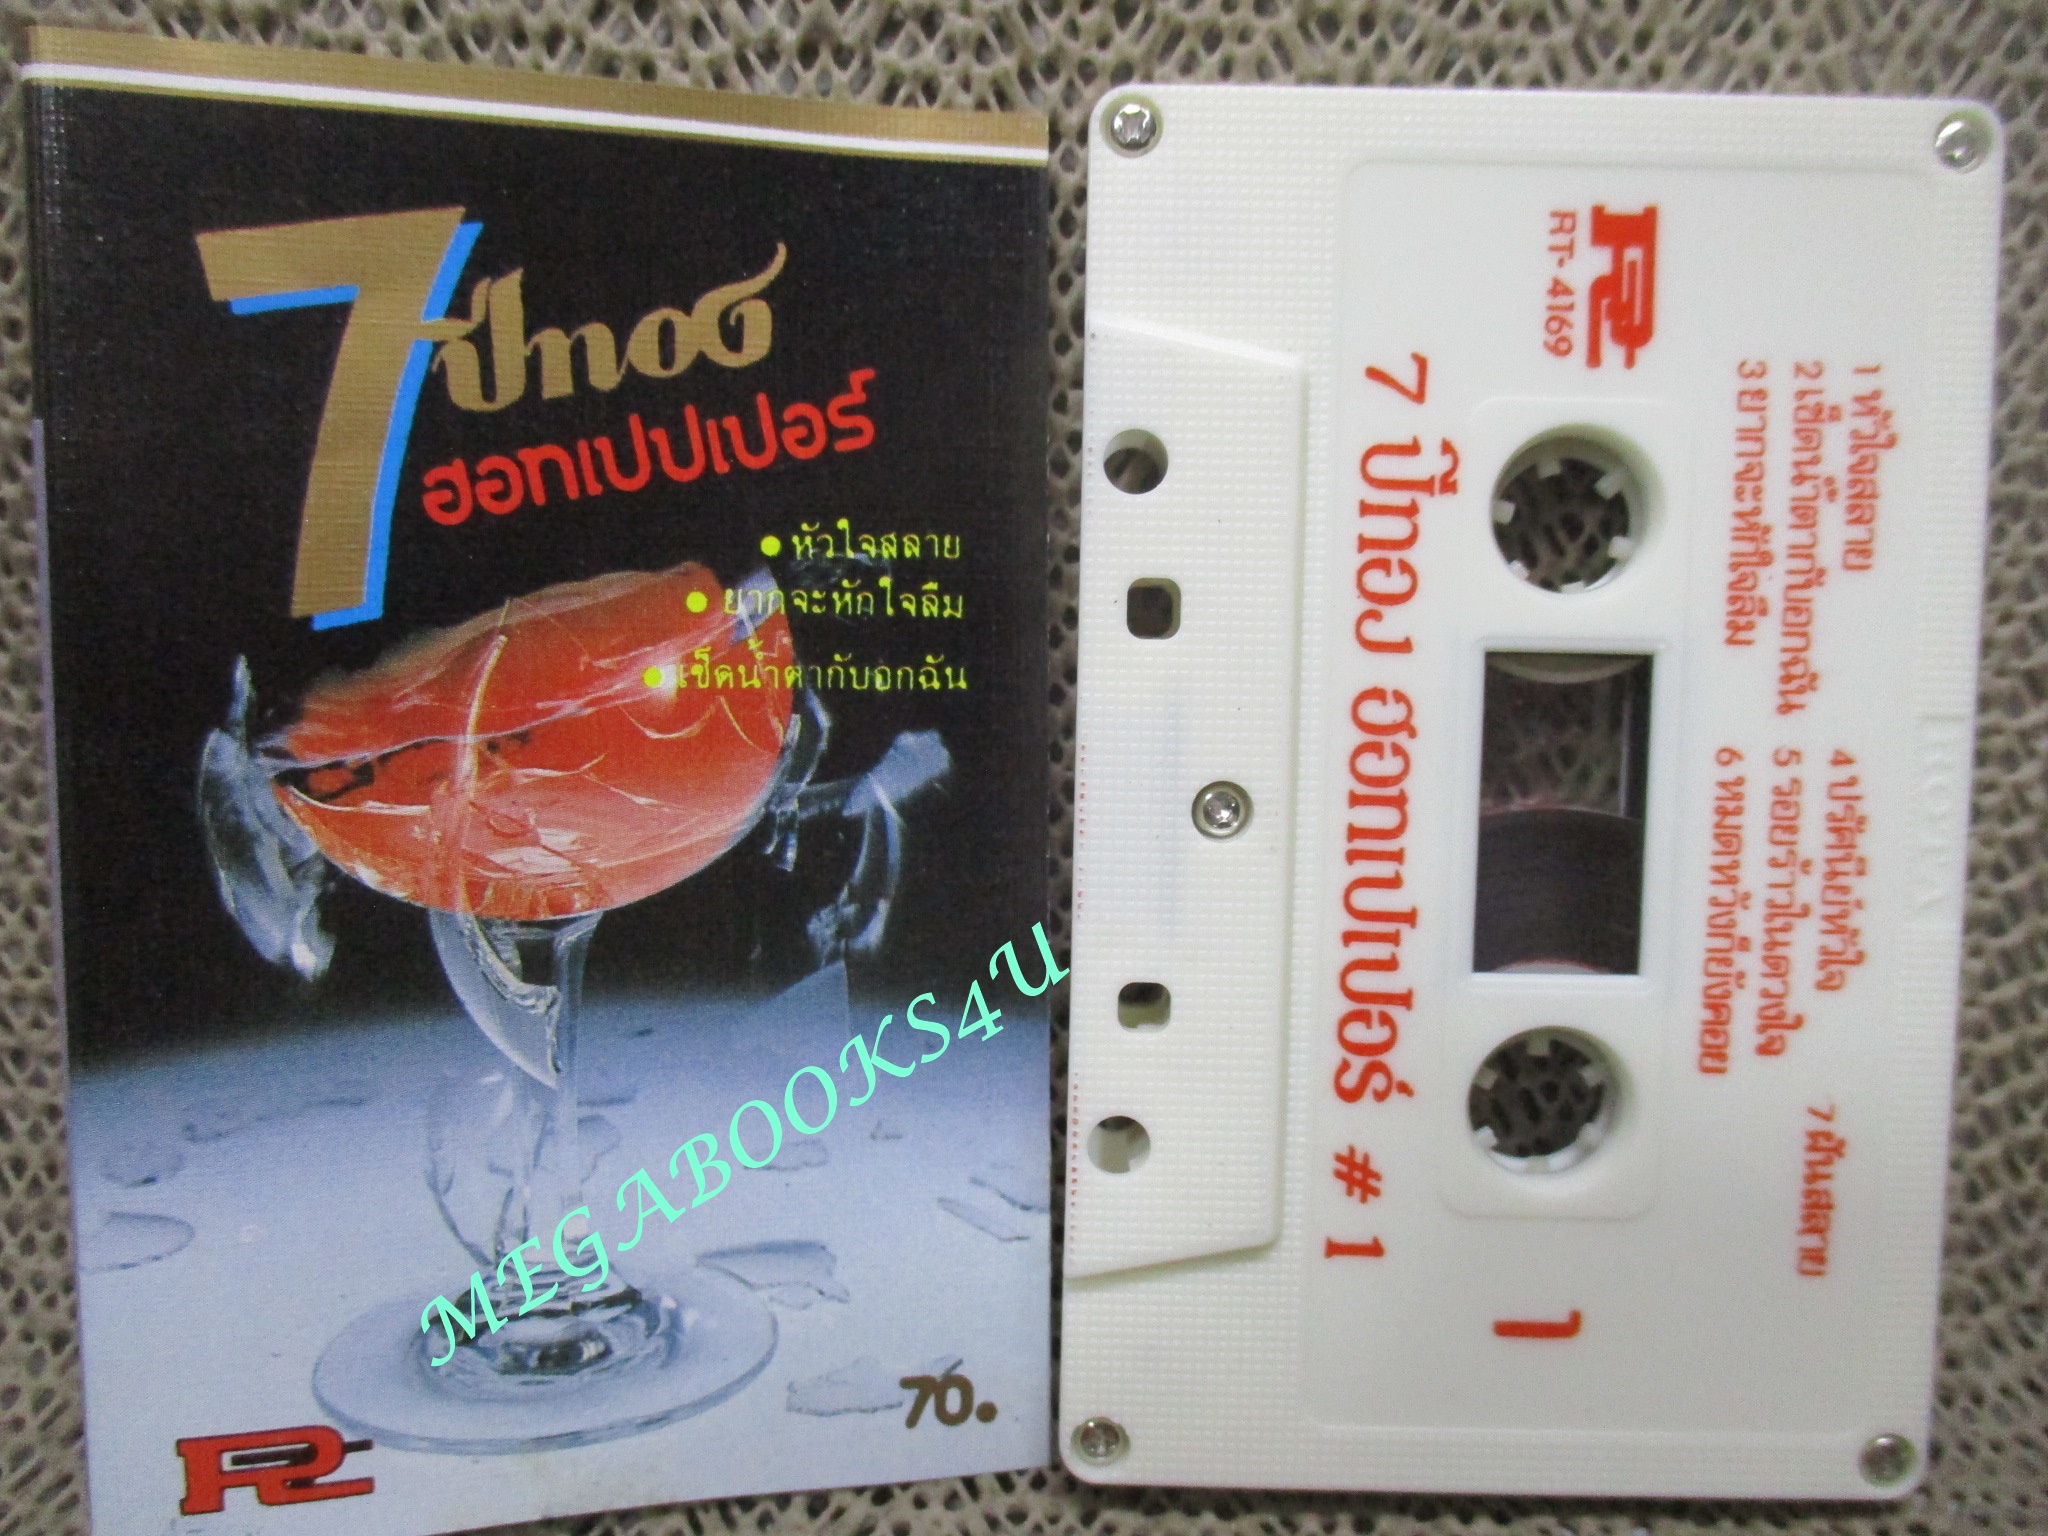 7 ปีทอง
ฮอทเปปเปอร์
● หัวใจสลาย
● ยากจะหักใจลืม
● เช็ดน้ำตากับอกฉัน
MEGABOOKS4U
70.
RT-4169
1 หัวใจสลาย
2 เช็ดน้ำตากับอกฉัน
3 ยากจะหักใจลืม
4 ปรัศนีย์หัวใจ
5 รอยร้าวในดวงใจ
6 หมดหวังก็ยังคอย
7 ฝันสลาย
7 ปีทอง ฮอทเปปเปอร์ # 1
1